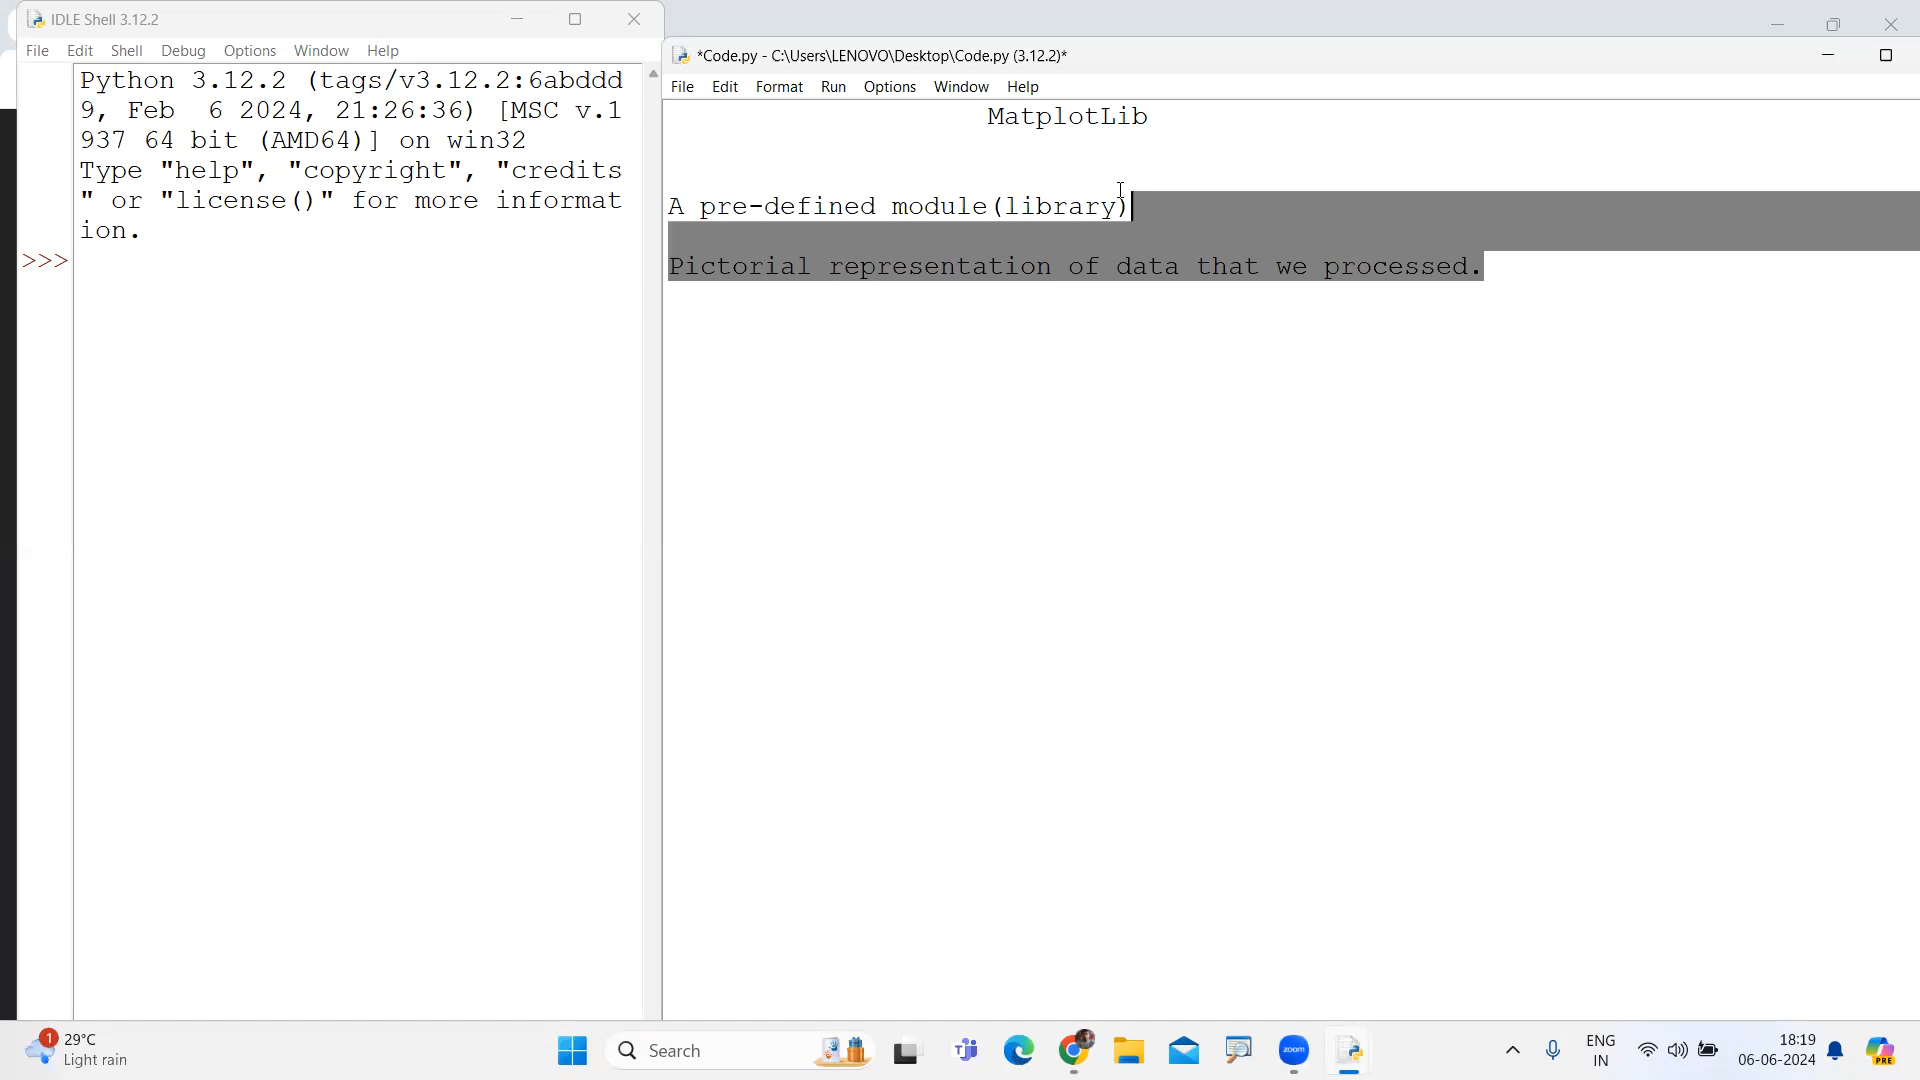 IDLE Shell 3.12.2
File Edit Shell Debug Options Window Help
Python 3.12.2 (tags/v3.12.2:6abddd
9, Feb  6 2024, 21:26:36) [MSC v.1
937 64 bit (AMD64)] on win32
Type "help", "copyright", "credits
" or "license()" for more informat
ion.
>>>
*Code.py - C:\Users\LENOVO\Desktop\Code.py (3.12.2)*
File Edit Format Run Options Window Help
MatplotLib
A pre-defined module(library)
Pictorial representation of data that we processed.
1
29°C
Light rain
Search
zoom
PRE
ENG
IN
18:19
06-06-2024